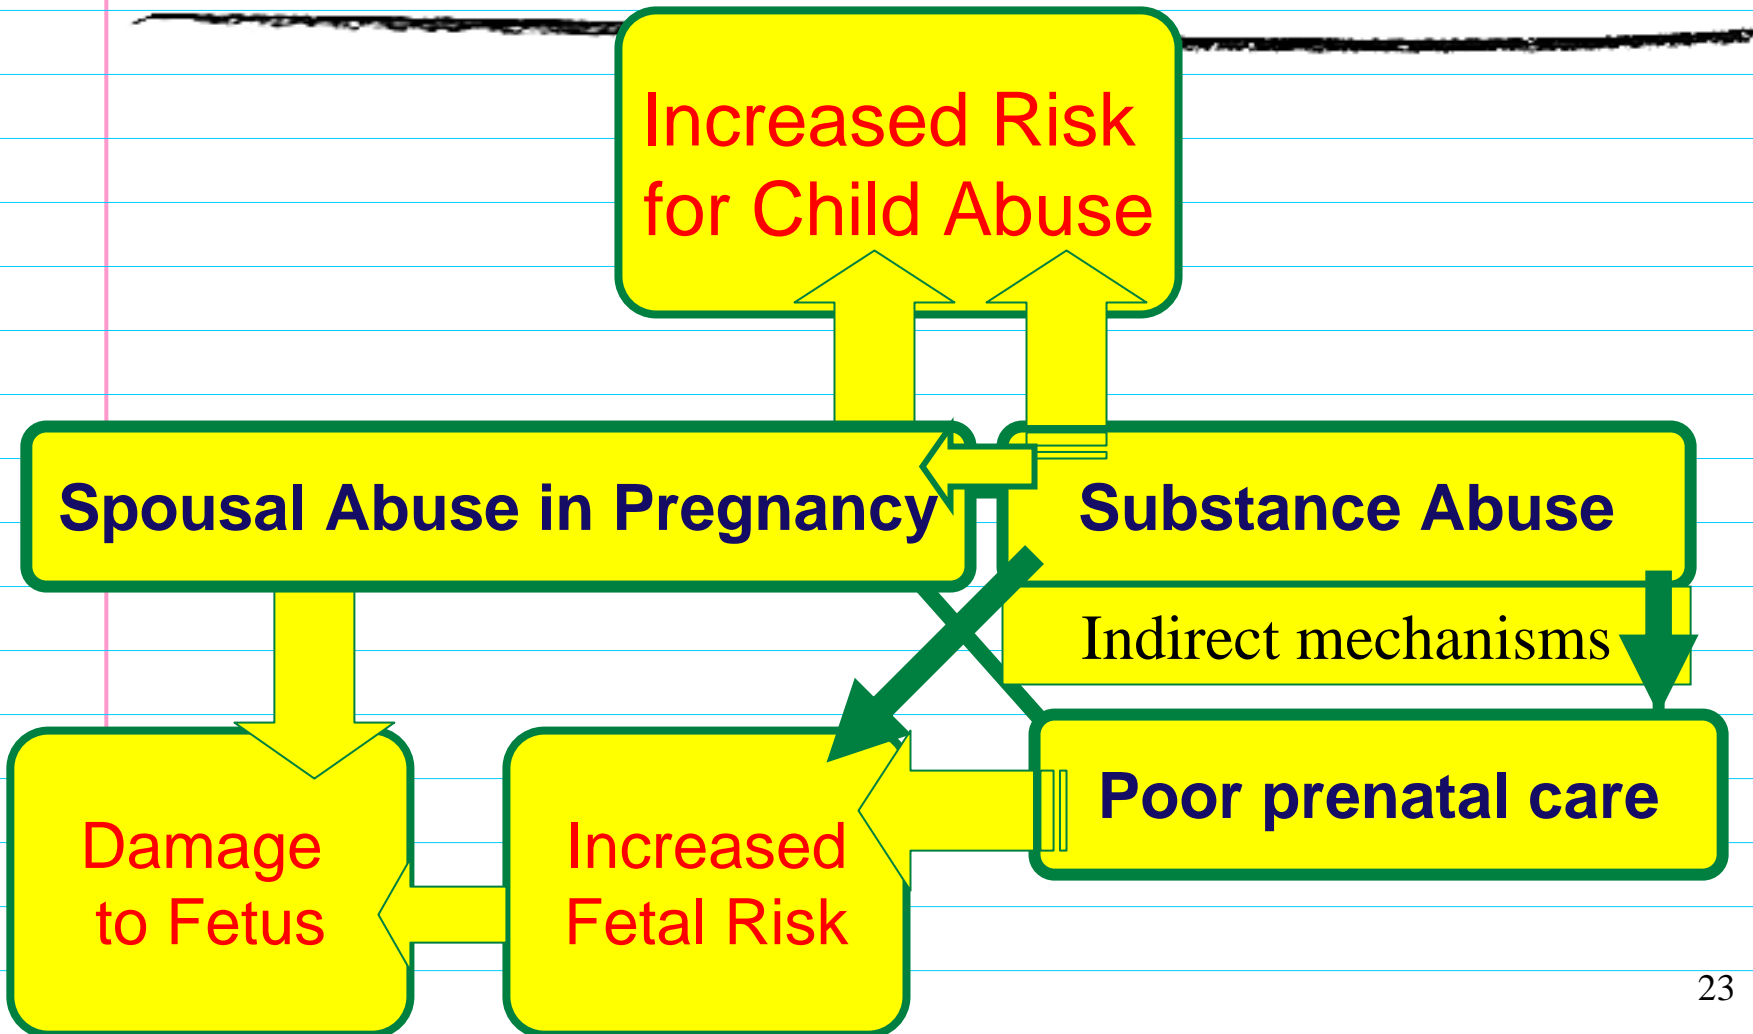 Increased Risk
for Child Abuse
Spousal Abuse in Pregnancy
Substance Abuse
Indirect mechanisms
Poor prenatal care
Damage
to Fetus
Increased
Fetal Risk
23